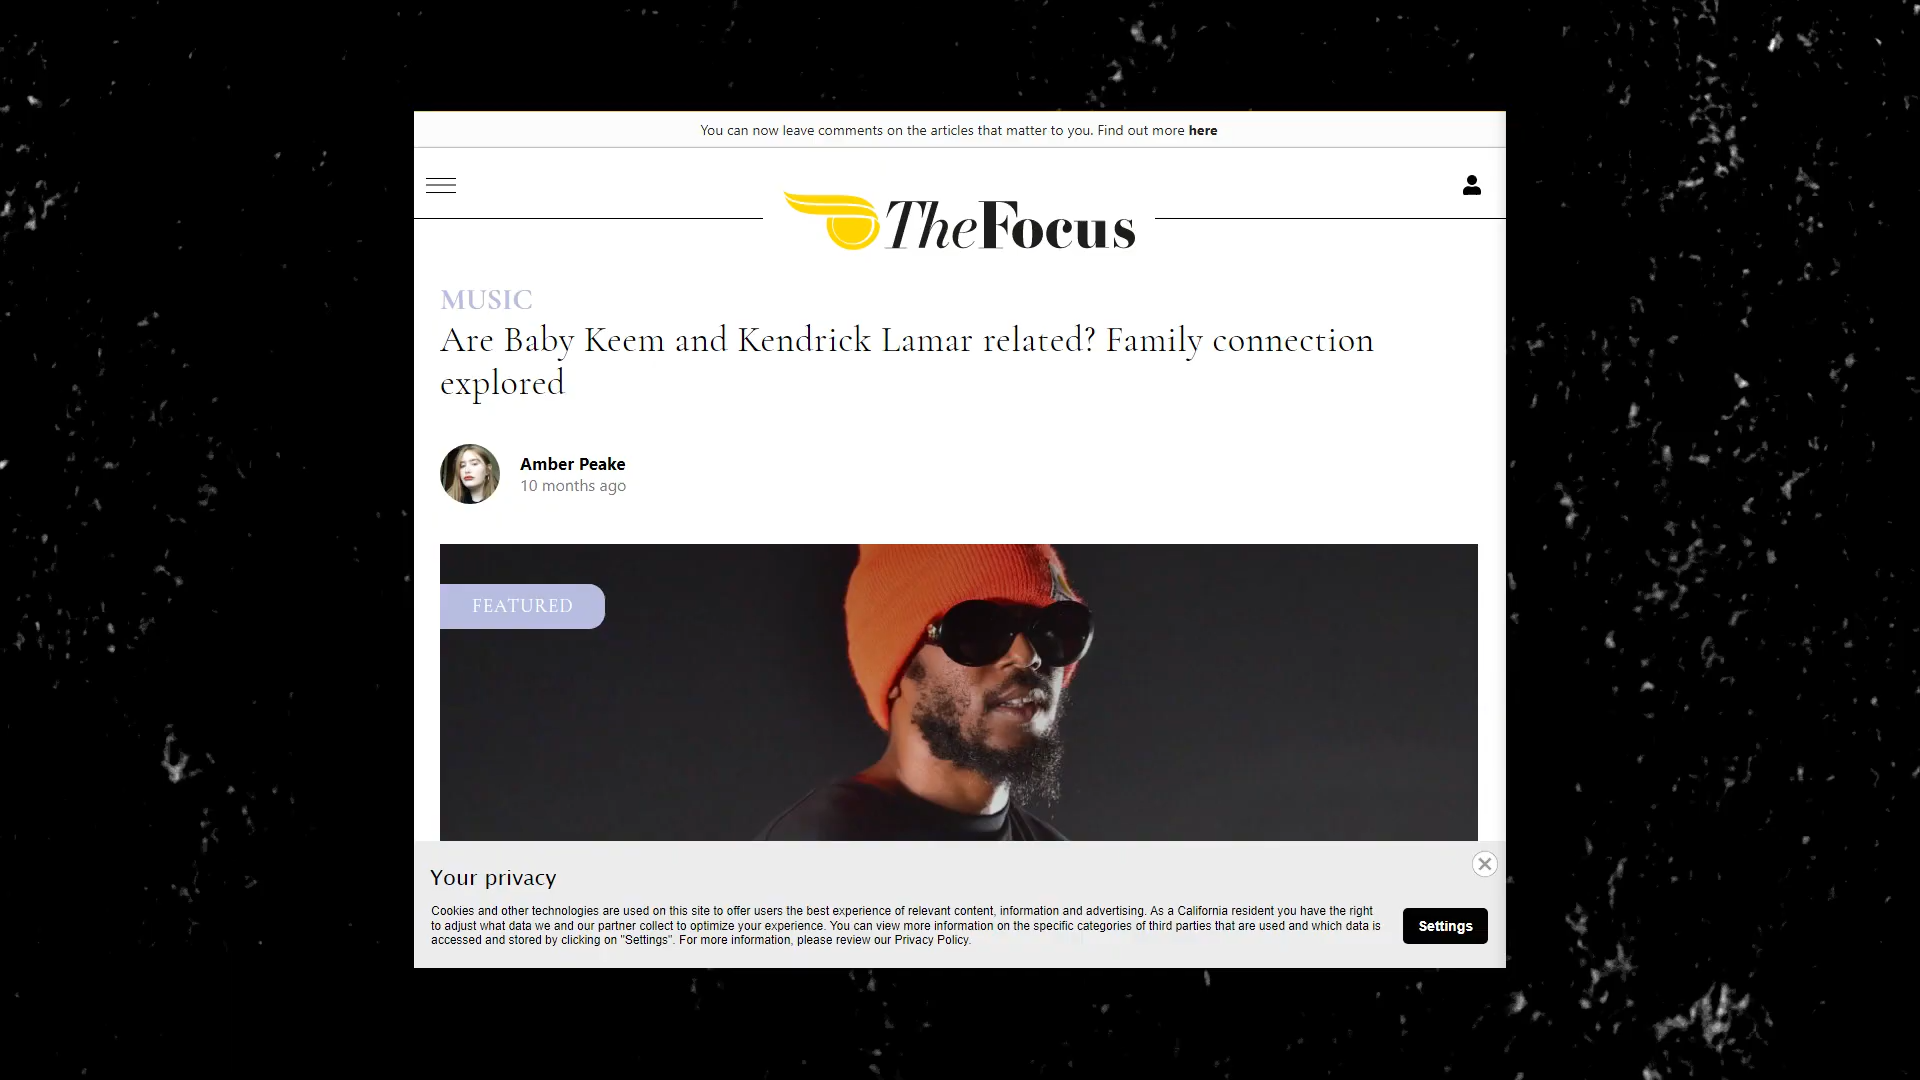 You can now leave comments on the articles that matter to you. Find out more here
TheFocus
MUSIC
Are Baby Keem and Kendrick Lamar related? Family connection
explored
Amber Peake
10 months ago
FEATURED
Your privacy
Cookies and other technologies are used on this site to offer users the best experience of relevant content, information and advertising. As a California resident you have the right
to adjust what data we and our partner collect to optimize your experience. You can view more information on the specific categories of third parties that are used and which data is
accessed and stored by clicking on "Settings". For more information, please review our Privacy Policy.
Settings